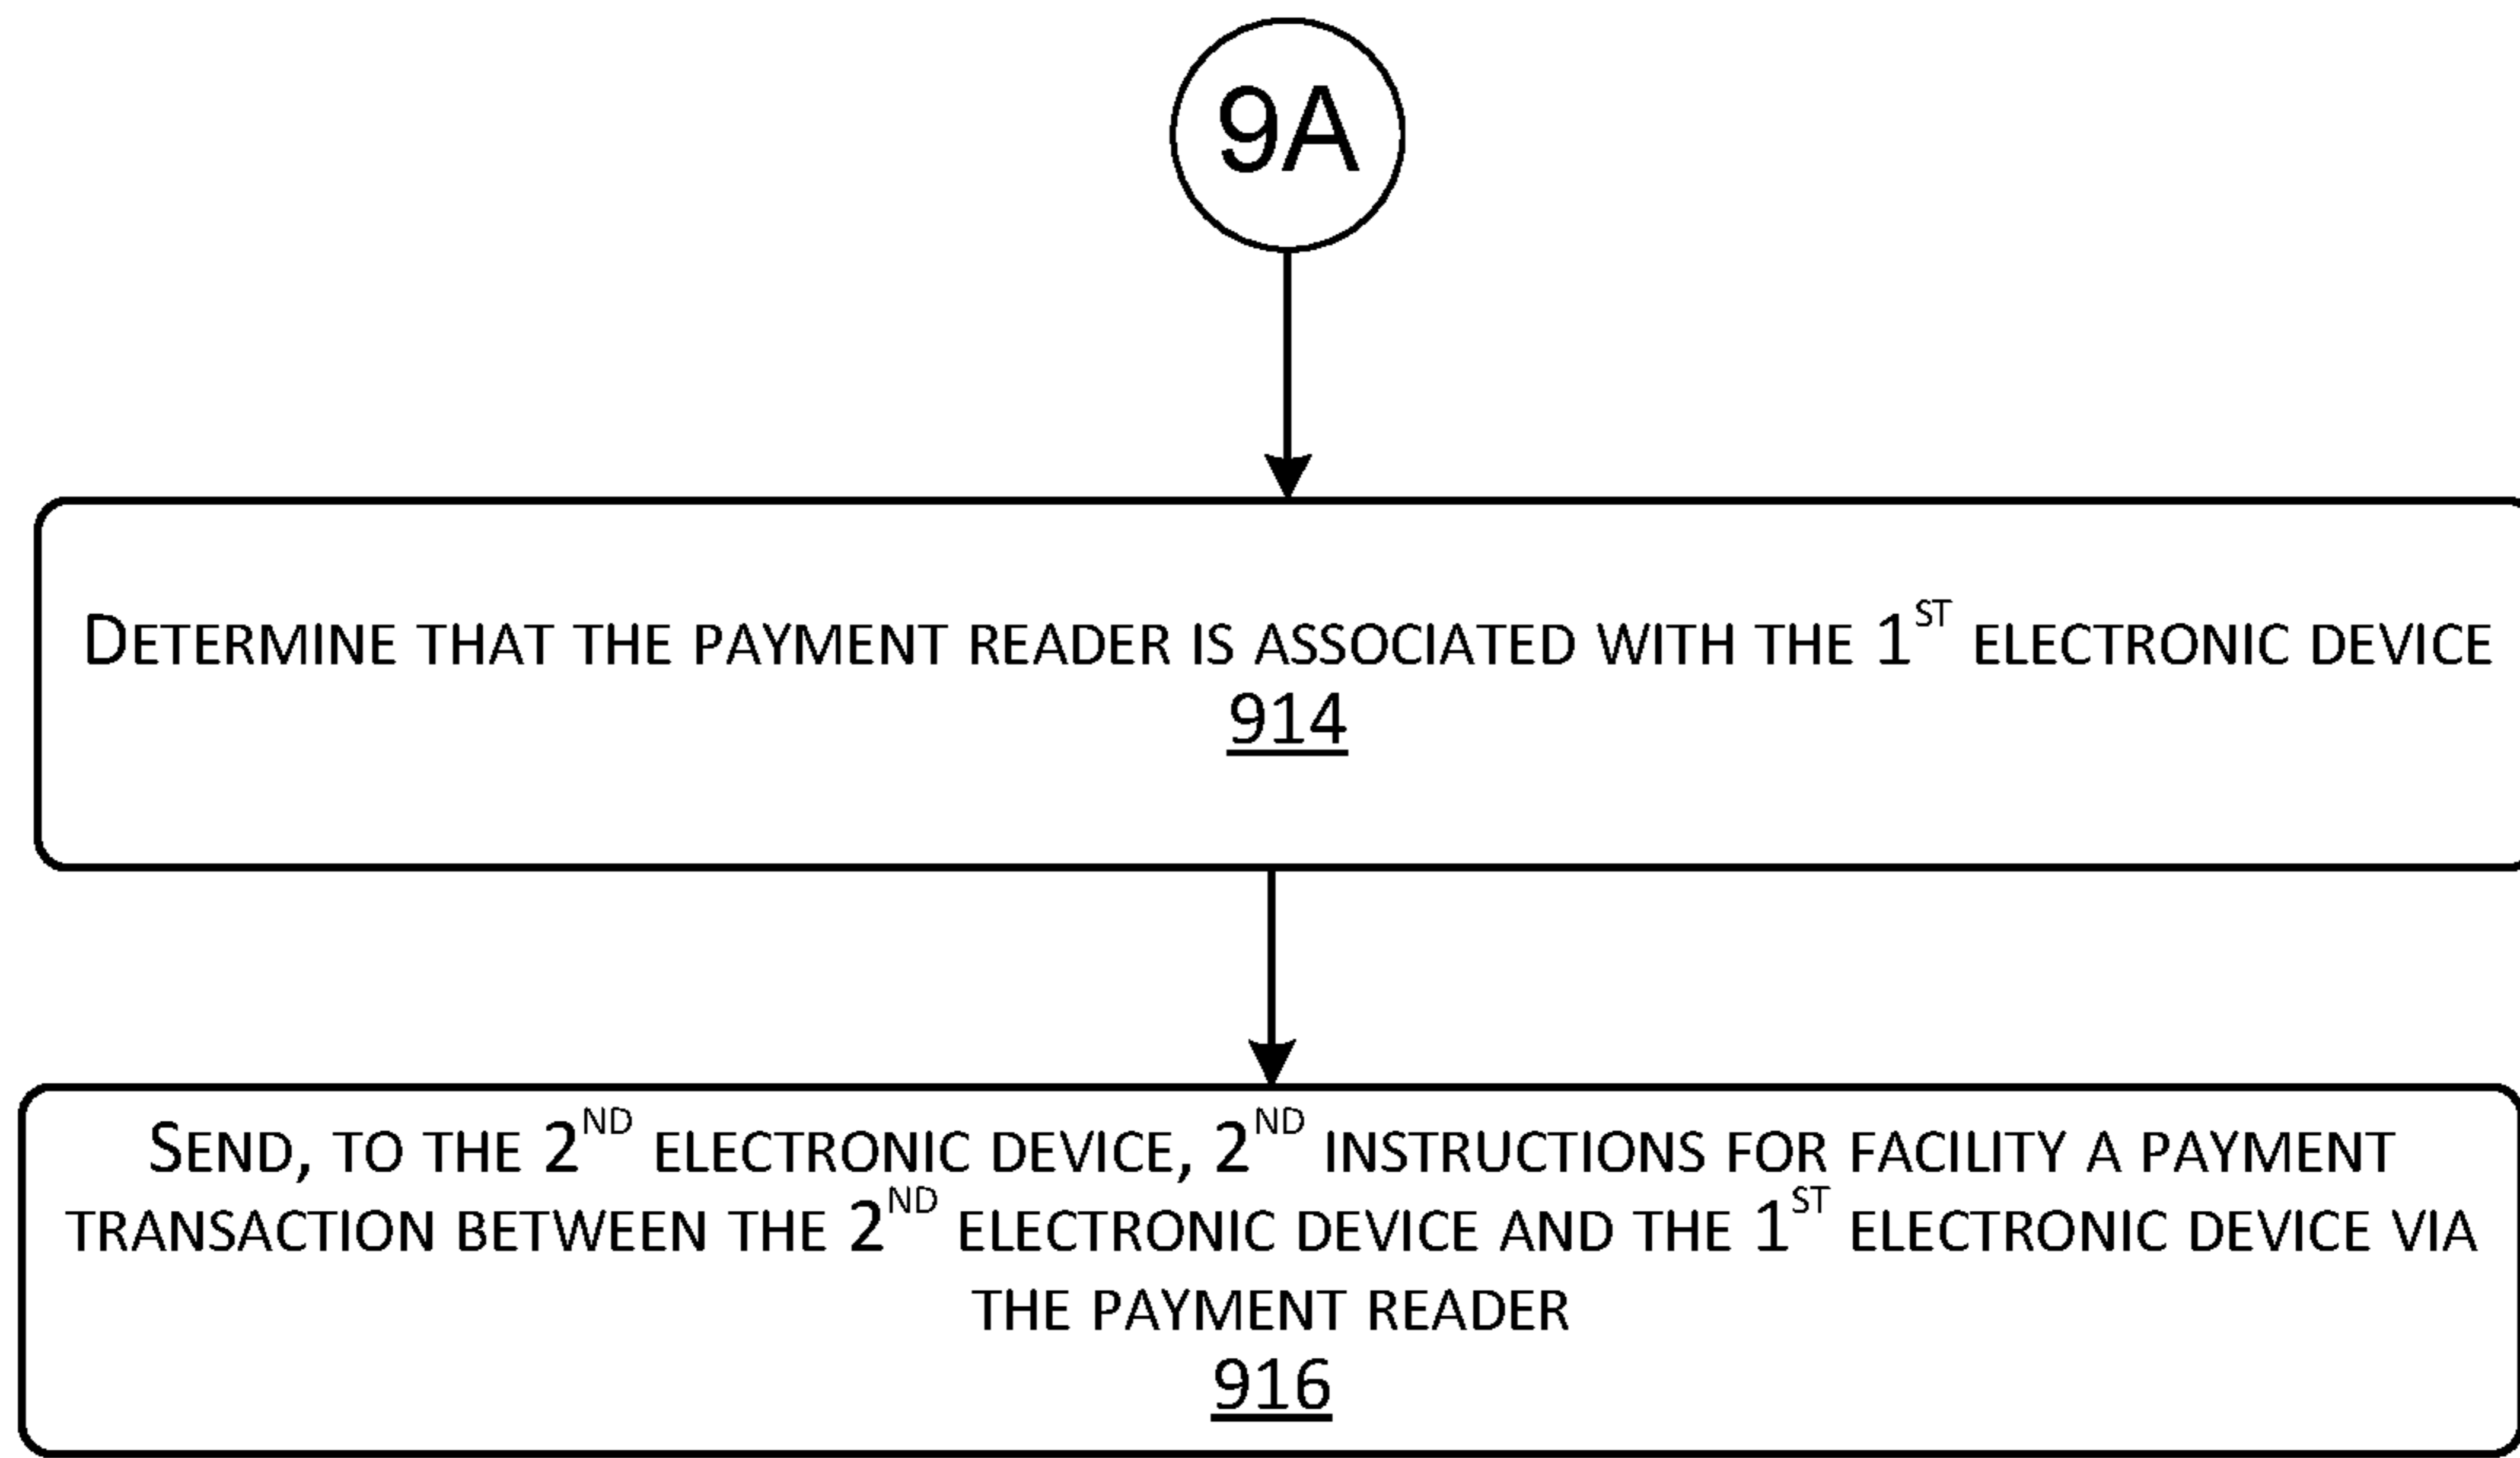 9A
Determine that the payment reader is associated with the 1st electronic device
914
Send, to the 2nd electronic device, 2nd instructions for facility a payment
transaction between the 2nd electronic device and the 1st electronic device via
the payment reader
916